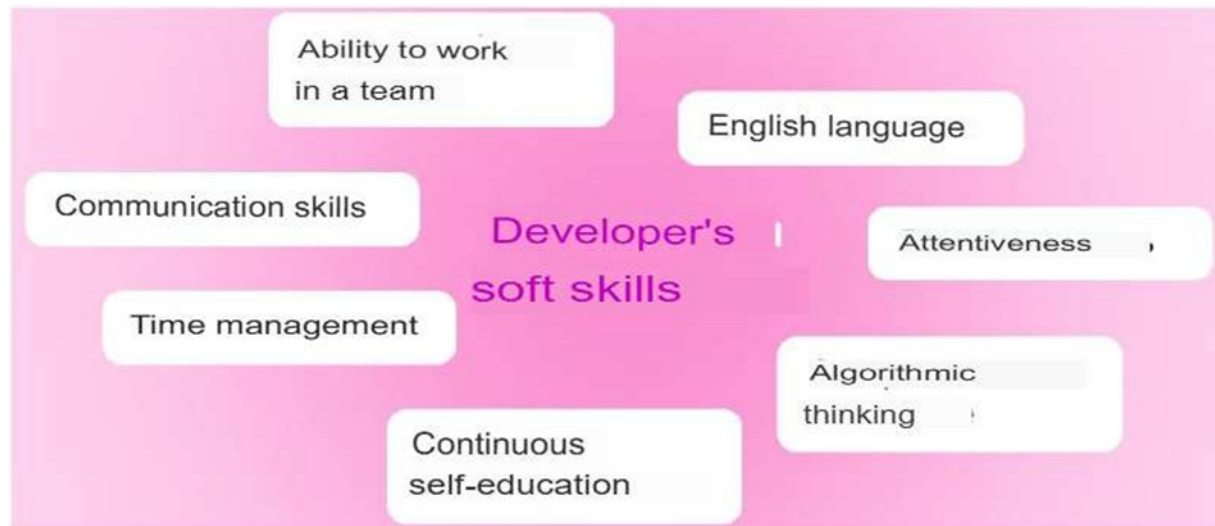 Ability to work
in a team
English language
Communication skills
Developer's
soft skills
Attentiveness
Time management
Algorithmic
thinking
Continuous
self-education